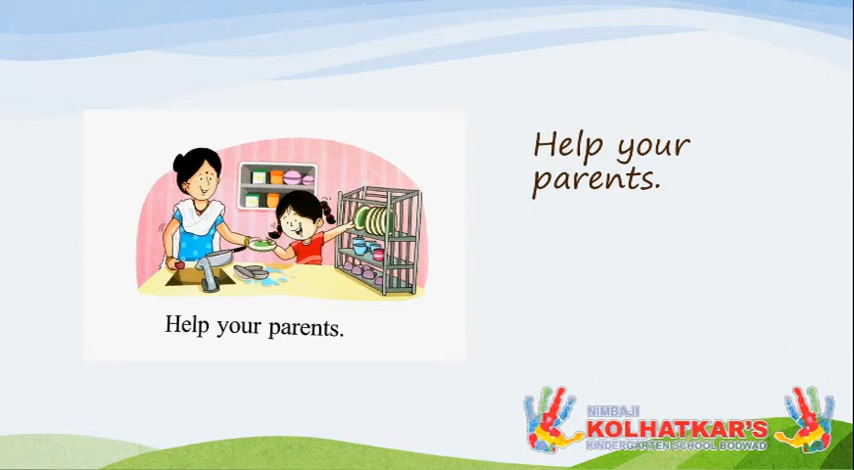 Help your
parents.
Help your parents.
NIMBAJI
KOLHATKAR'S
KINDERGARTEN SCHOOL BODWAD